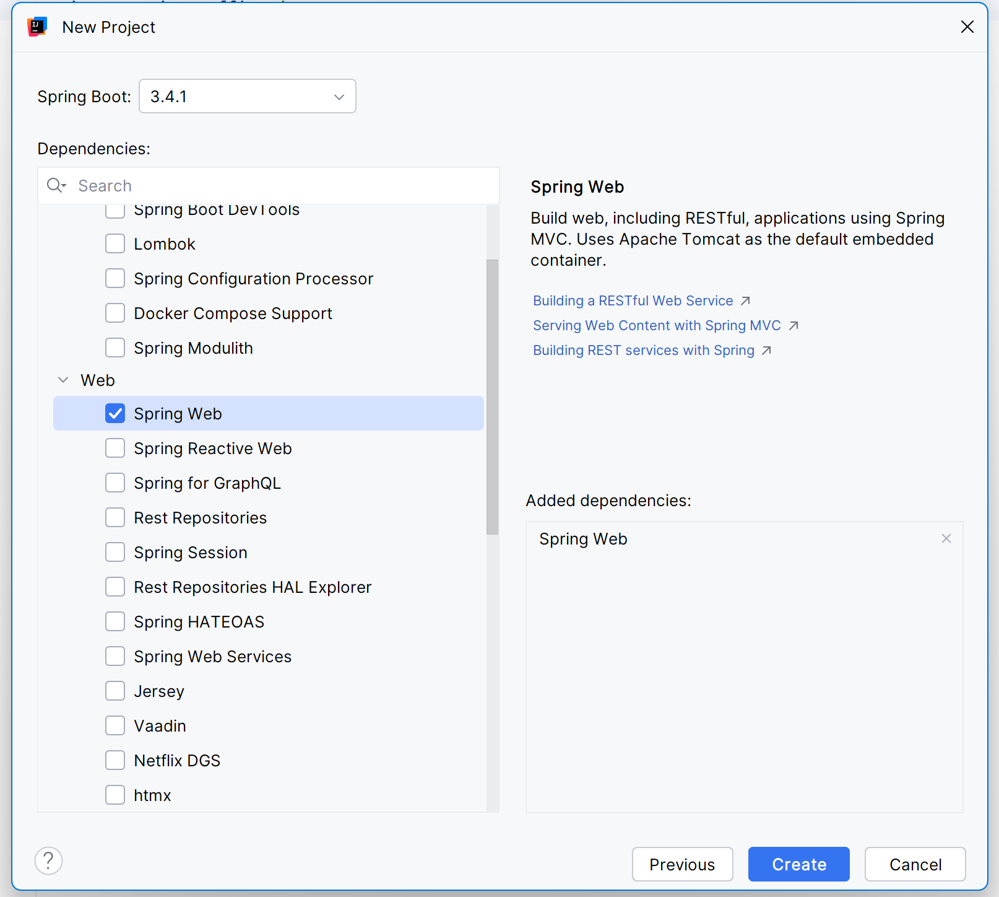 New Project
Spring Boot: 3.4.1
Dependencies:
Search
Spring Boot DevTools
Lombok
Spring Configuration Processor
Docker Compose Support
Spring Modulith
Web
Spring Web
Spring Reactive Web
Spring for GraphQL
Rest Repositories
Spring Session
Rest Repositories HAL Explorer
Spring HATEOAS
Spring Web Services
Jersey
Vaadin
Netflix DGS
htmx
Spring Web
Build web, including RESTful, applications using Spring
MVC. Uses Apache Tomcat as the default embedded
container.
Building a RESTful Web Service
Serving Web Content with Spring MVC
Building REST services with Spring
Added dependencies:
Spring Web
?
Previous
Create
Cancel